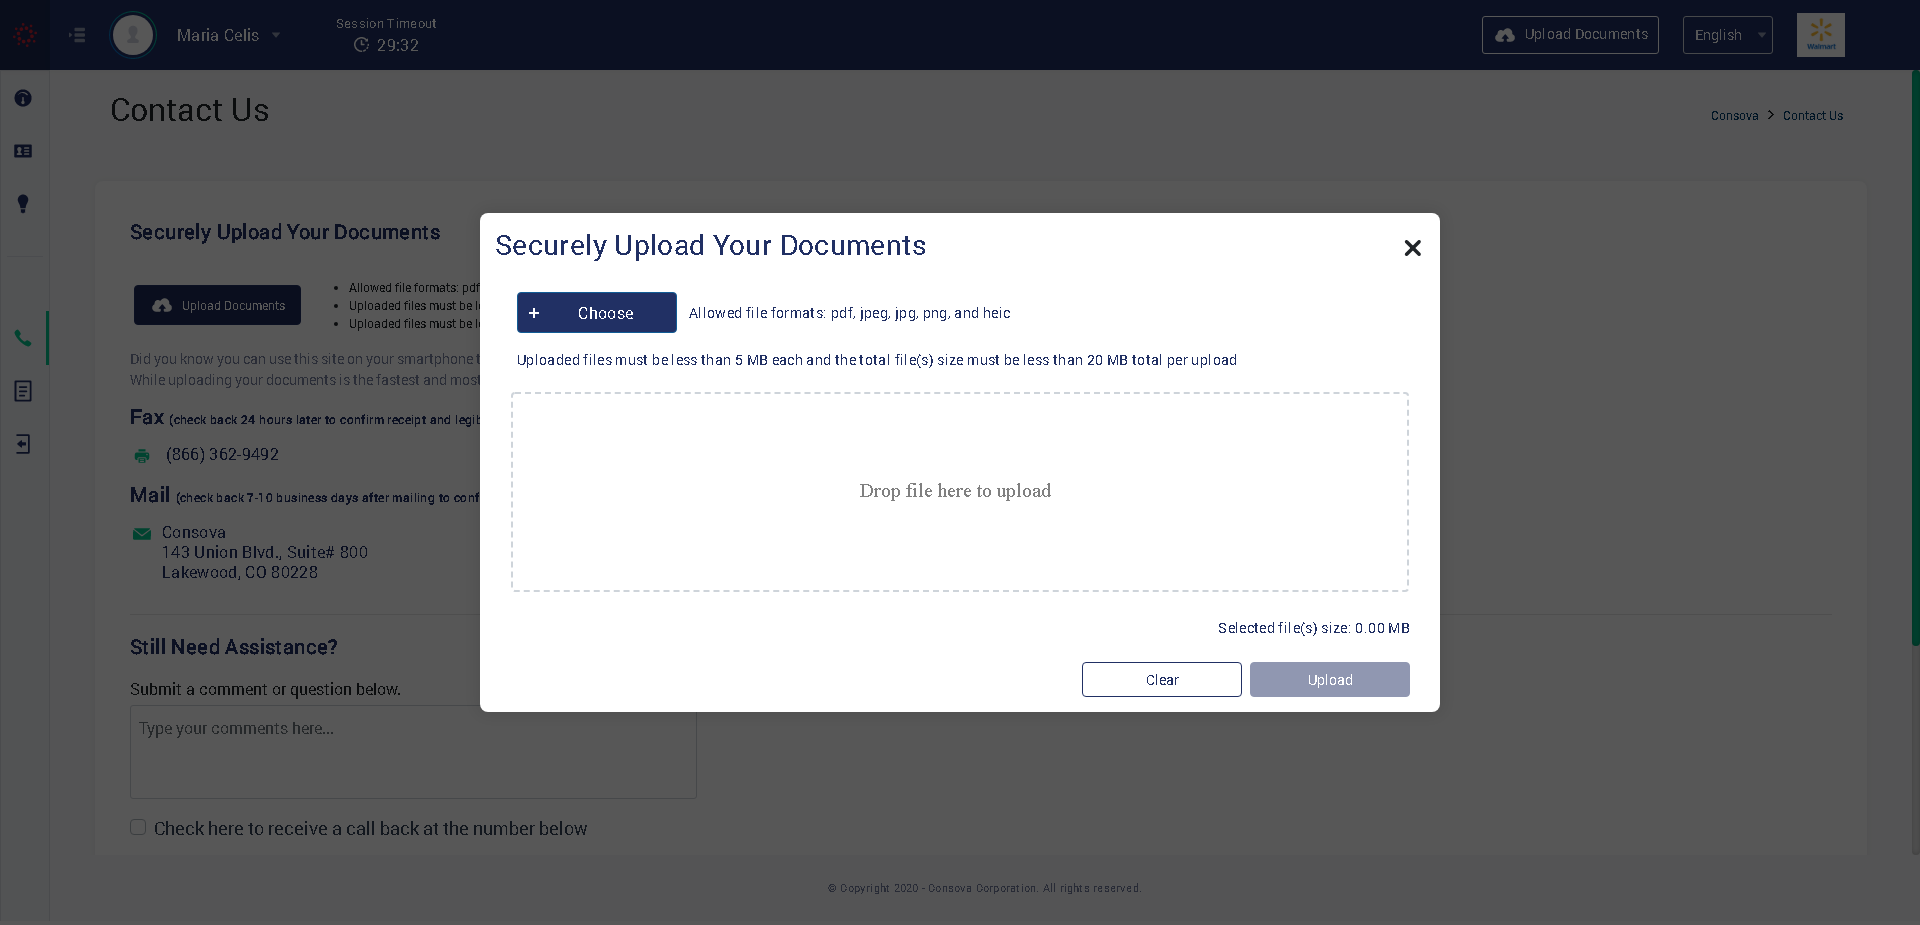 Maria Celis
Session Timeout
29:32
Upload Documents
English
Walmart
Contact Us
Consova > Contact Us
Securely Upload Your Documents
Upload Documents
Allowed file formats: pdf
Uploaded files must be
Uploaded files must be
Did you know you can use this site on your smartphone
While uploading your documents is the fastest and most
Fax (check back 24 hours later to confirm receipt and
(866) 362-9492
Mail (check back 7-10 business days after mailing to
Consova
143 Union Blvd., Suite# 800
Lakewood, CO 80228
Still Need Assistance?
Submit a comment or question below.
Type your comments here...
Check here to receive a call back at the number below
© Copyright 2020 - Consova Corporation. All rights reserved.
Securely Upload Your Documents
+ Choose
Allowed file formats: pdf, jpeg, jpg, png, and heic
Uploaded files must be less than 5 MB each and the total file(s) size must be less than 20 MB total per upload
Drop file here to upload
Selected file(s) size: 0.00 MB
Clear
Upload